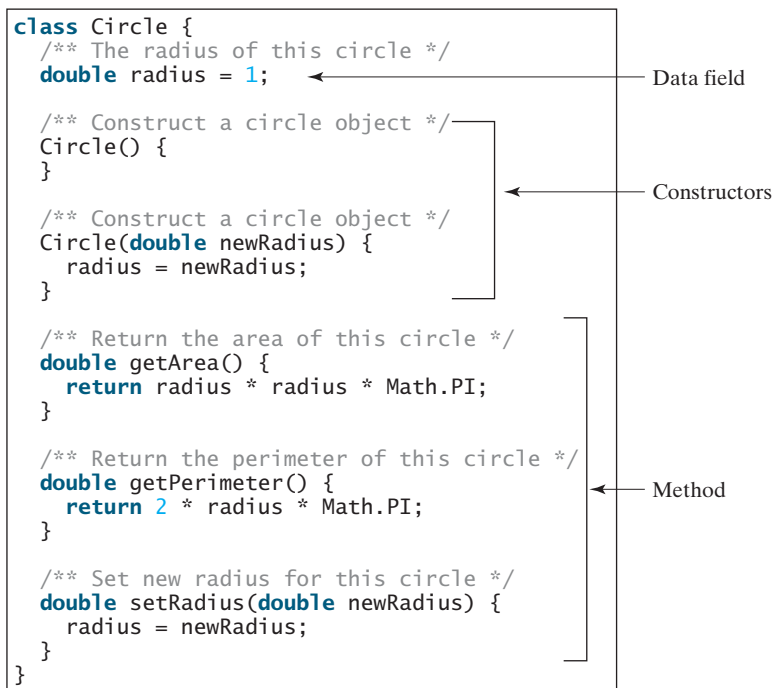 class Circle {
  /** The radius of this circle */
  double radius = 1;
Data field
  /** Construct a circle object */
  Circle() {
  }
Constructors
  /** Construct a circle object */
  Circle(double newRadius) {
    radius = newRadius;
  }
  /** Return the area of this circle */
  double getArea() {
    return radius * radius * Math.PI;
  }
  /** Return the perimeter of this circle */
  double getPerimeter() {
    return 2 * radius * Math.PI;
  }
Method
  /** Set new radius for this circle */
  double setRadius(double newRadius) {
    radius = newRadius;
  }
}